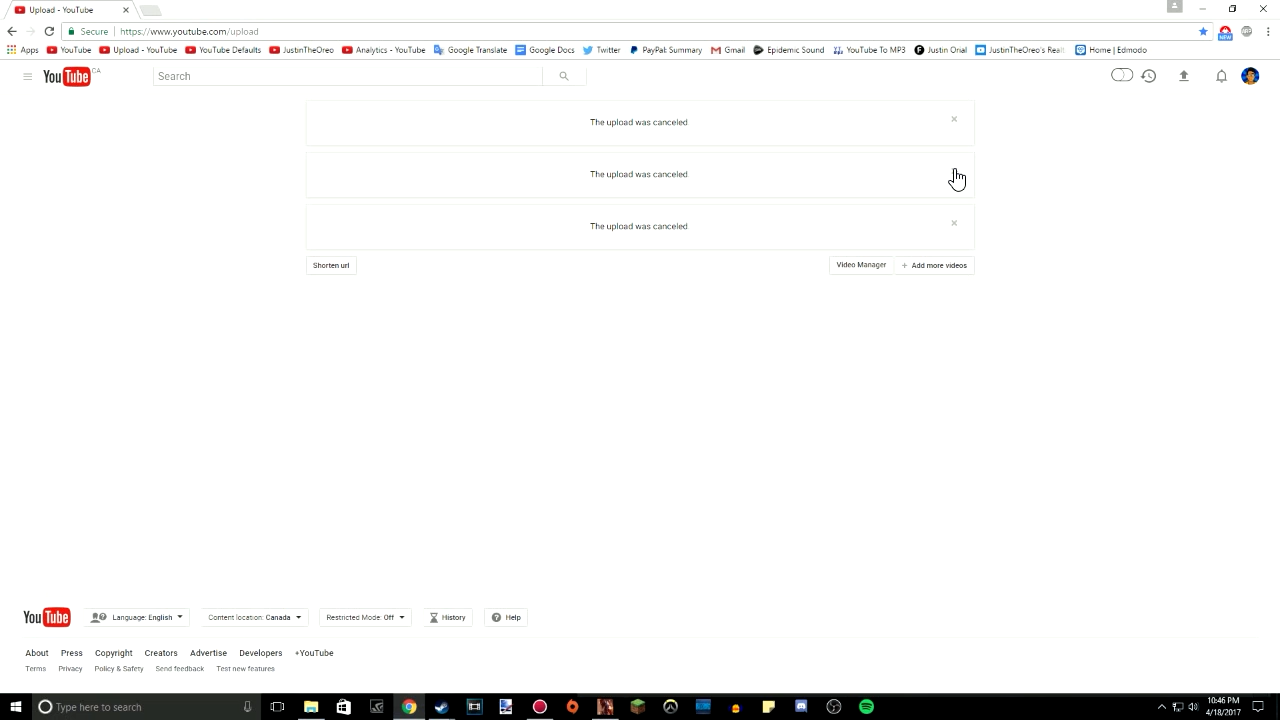 Upload - YouTube
Secure https://www.youtube.com/upload
Apps YouTube Upload - YouTube YouTube Defaults JustinTheOreo Analytics - YouTube Google Translate Google Docs Twitter PayPak Summary Gmail Epidemic Sound YouTube To MP3 Justin Orial JustinTheOreo's Real Home | Edmodo
NEW
YouTube CA
Search
The upload was canceled
The upload was canceled
The upload was canceled
Shorten url
Video Manager + Add more videos
YouTube Language: English Content location: Canada Restricted Mode: Off History Help
About Press Copyright Creators Advertise Developers +YouTube
Terms Privacy Policy & Safety Send feedback Test new features
Type here to search
10:46 PM
4/18/2017